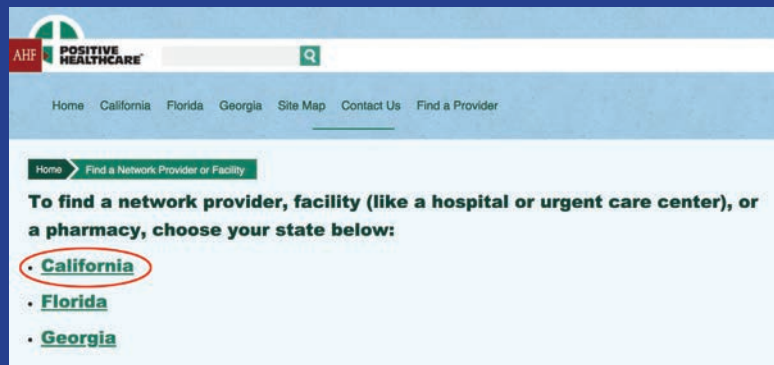 AHF
POSITIVE
HEALTHCARE
Home California Florida Georgia Site Map Contact Us Find a Provider
Home Find a Network Provider or Facility
To find a network provider, facility (like a hospital or urgent care center), or
a pharmacy, choose your state below:
• California
• Florida
• Georgia